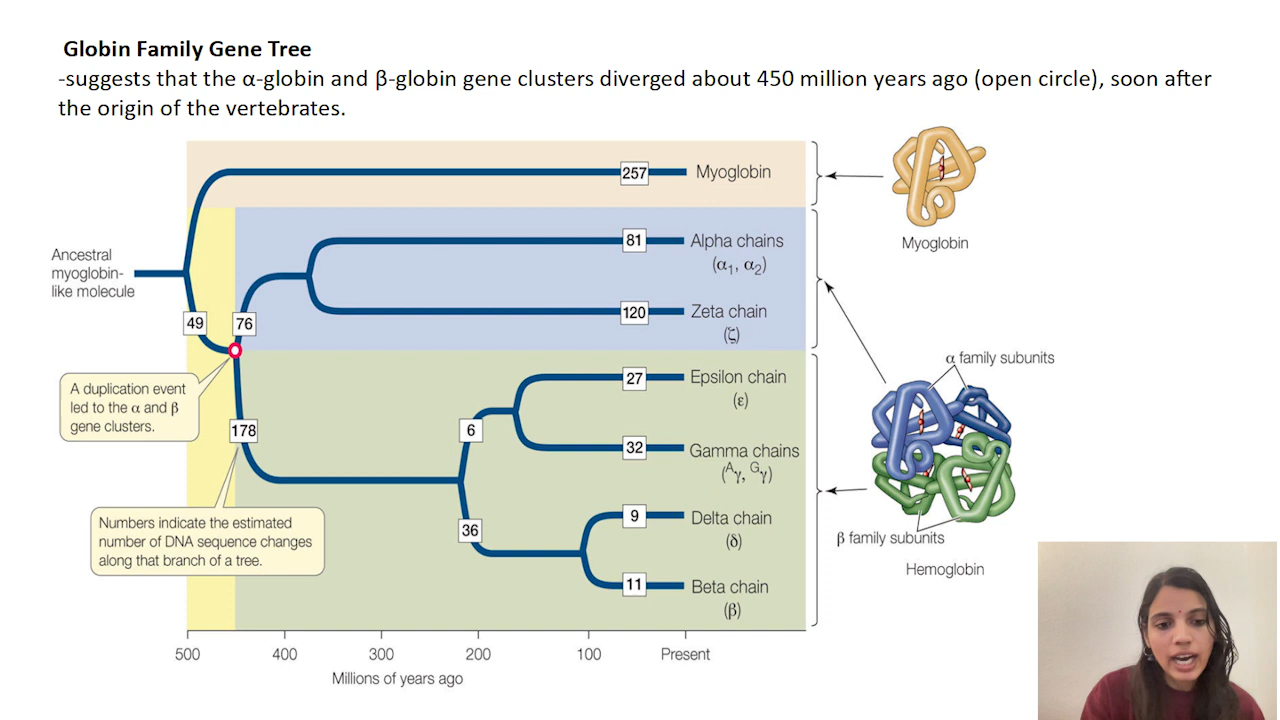 Globin Family Gene Tree
-suggests that the α-globin and β-globin gene clusters diverged about 450 million years ago (open circle), soon after
the origin of the vertebrates.
257
Myoglobin
Myoglobin
Ancestral
myoglobin-
like molecule
81
Alpha chains
(α1, α2)
49
76
120
Zeta chain
(ζ)
α family subunits
A duplication event
led to the α and β
gene clusters.
27
Epsilon chain
(ε)
178
6
32
Gamma chains
(Aγ, Gγ)
Numbers indicate the estimated
number of DNA sequence changes
along that branch of a tree.
36
9
Delta chain
(δ)
β family subunits
Hemoglobin
11
Beta chain
(β)
500 400 300 200 100 Present
Millions of years ago